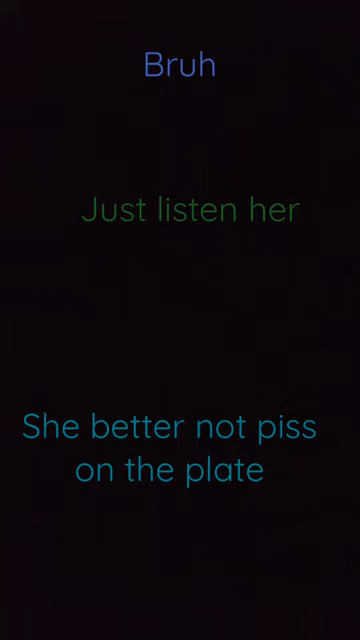 Bruh
Just listen her
She better not piss
on the plate